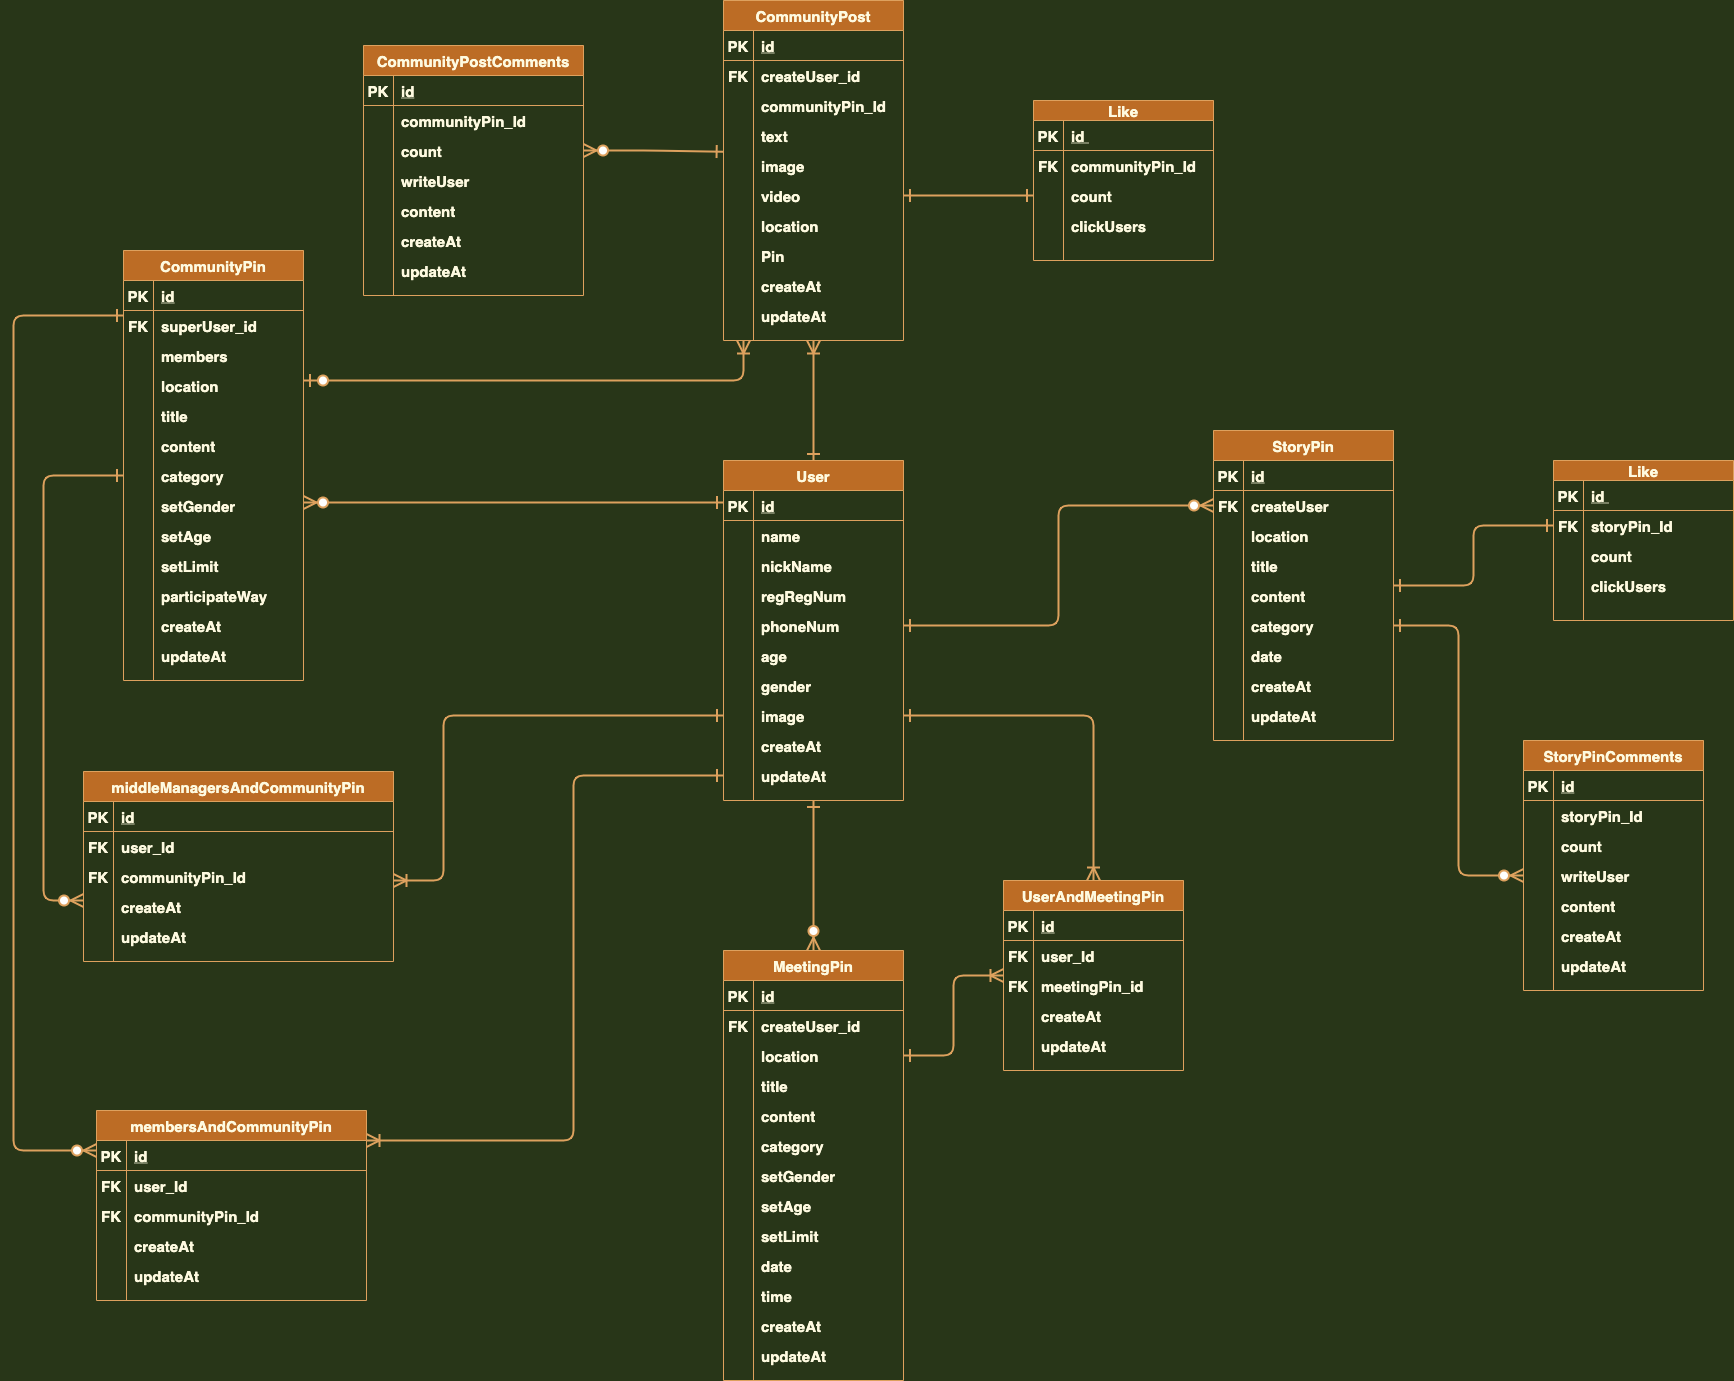 CommunityPost
PK id
FK createUser_id
communityPin_Id
text
image
video
location
Pin
createAt
updateAt
CommunityPostComments
PK id
communityPin_Id
count
writeUser
content
createAt
updateAt
Like
PK id
FK communityPin_Id
count
clickUsers
CommunityPin
PK id
FK superUser_id
members
location
title
content
category
setGender
setAge
setLimit
participateWay
createAt
updateAt
User
PK id
name
nickName
regRegNum
phoneNum
age
gender
image
createAt
updateAt
StoryPin
PK id
FK createUser
location
title
content
category
date
createAt
updateAt
Like
PK id
FK storyPin_Id
count
clickUsers
StoryPinComments
PK id
storyPin_Id
count
writeUser
content
createAt
updateAt
middleManagersAndCommunityPin
PK id
FK user_Id
FK communityPin_Id
createAt
updateAt
UserAndMeetingPin
PK id
FK user_Id
FK meetingPin_id
createAt
updateAt
MeetingPin
PK id
FK createUser_id
location
title
content
category
setGender
setAge
setLimit
date
time
createAt
updateAt
membersAndCommunityPin
PK id
FK user_Id
FK communityPin_Id
createAt
updateAt